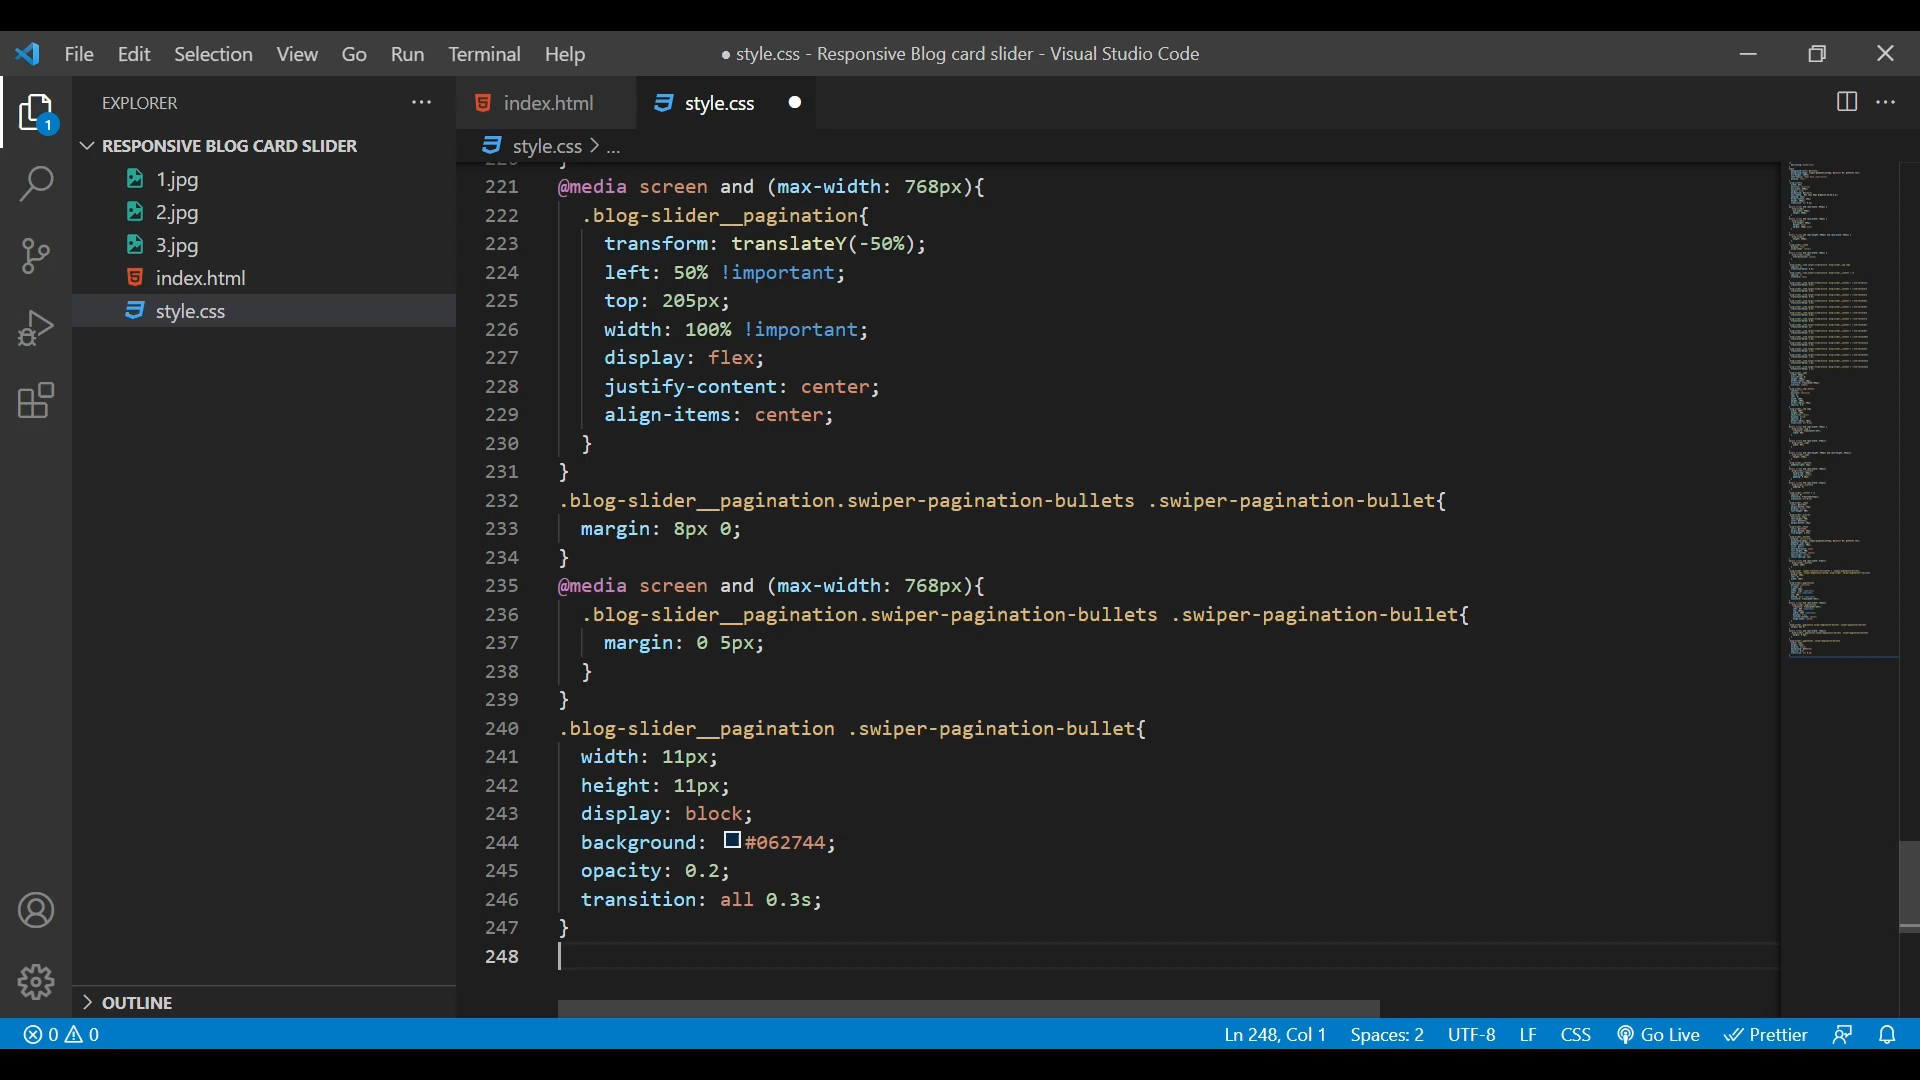 File Edit Selection View Go Run Terminal Help
● style.css - Responsive Blog card slider - Visual Studio Code
EXPLORER
1
RESPONSIVE BLOG CARD SLIDER
1.jpg
2.jpg
3.jpg
index.html
style.css
OUTLINE
index.html style.css
style.css > ...
221 @media screen and (max-width: 768px){
222 .blog-slider__pagination{
223 transform: translateY(-50%);
224 left: 50% !important;
225 top: 205px;
226 width: 100% !important;
227 display: flex;
228 justify-content: center;
229 align-items: center;
230 }
231 }
232 .blog-slider__pagination.swiper-pagination-bullets .swiper-pagination-bullet{
233 margin: 8px 0;
234 }
235 @media screen and (max-width: 768px){
236 .blog-slider__pagination.swiper-pagination-bullets .swiper-pagination-bullet{
237 margin: 0 5px;
238 }
239 }
240 .blog-slider__pagination .swiper-pagination-bullet{
241 width: 11px;
242 height: 11px;
243 display: block;
244 background: #062744;
245 opacity: 0.2;
246 transition: all 0.3s;
247 }
248
0 0
Ln 248, Col 1 Spaces: 2 UTF-8 LF CSS Go Live Prettier